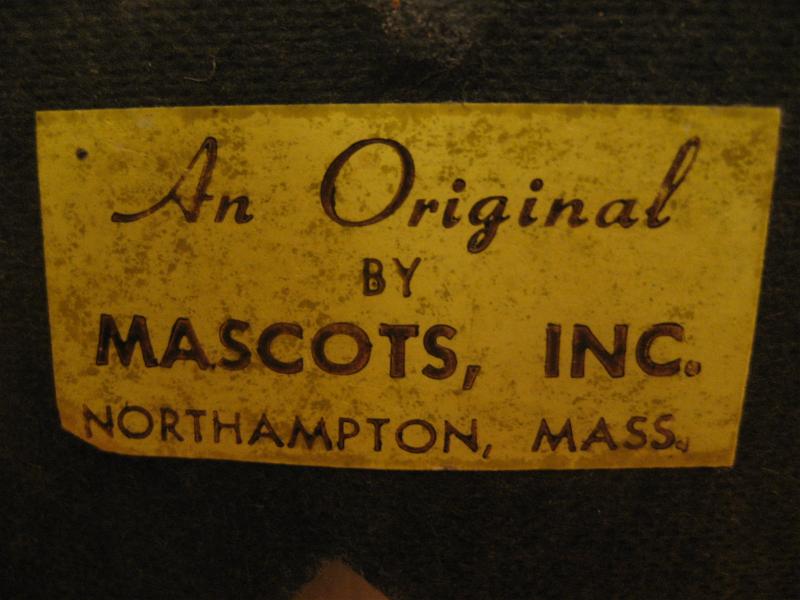 An Original
BY
MASCOTS, INC.
NORTHAMPTON, MASS.